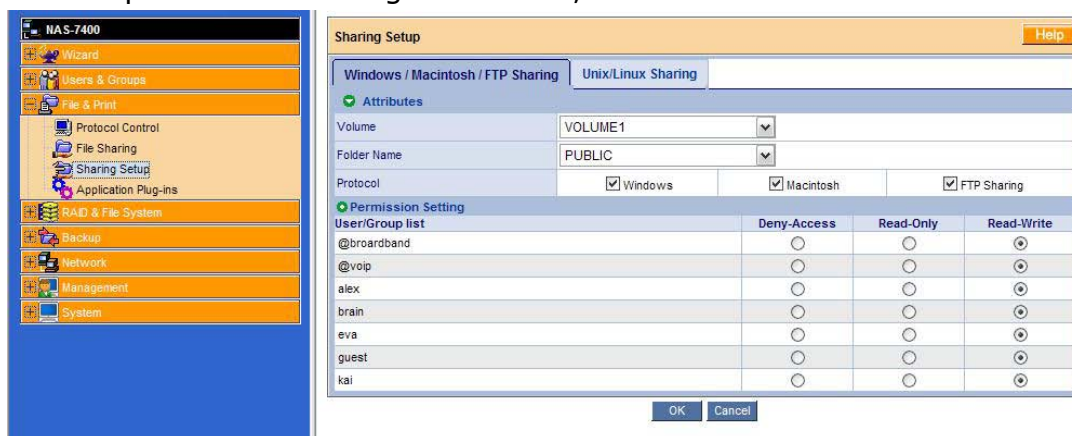 NAS-7400
Wizard
Users & Groups
File & Print
Protocol Control
File Sharing
Sharing Setup
Application Plug-ins
RAID & File System
Backup
Network
Management
System
Sharing Setup
Help
Windows / Macintosh / FTP Sharing
Unix/Linux Sharing
Attributes
Volume VOLUME1
Folder Name PUBLIC
Protocol Windows Macintosh FTP Sharing
Permission Setting
User/Group list Deny-Access Read-Only Read-Write
@broardband
@voip
alex
brain
eva
guest
kai
OK Cancel